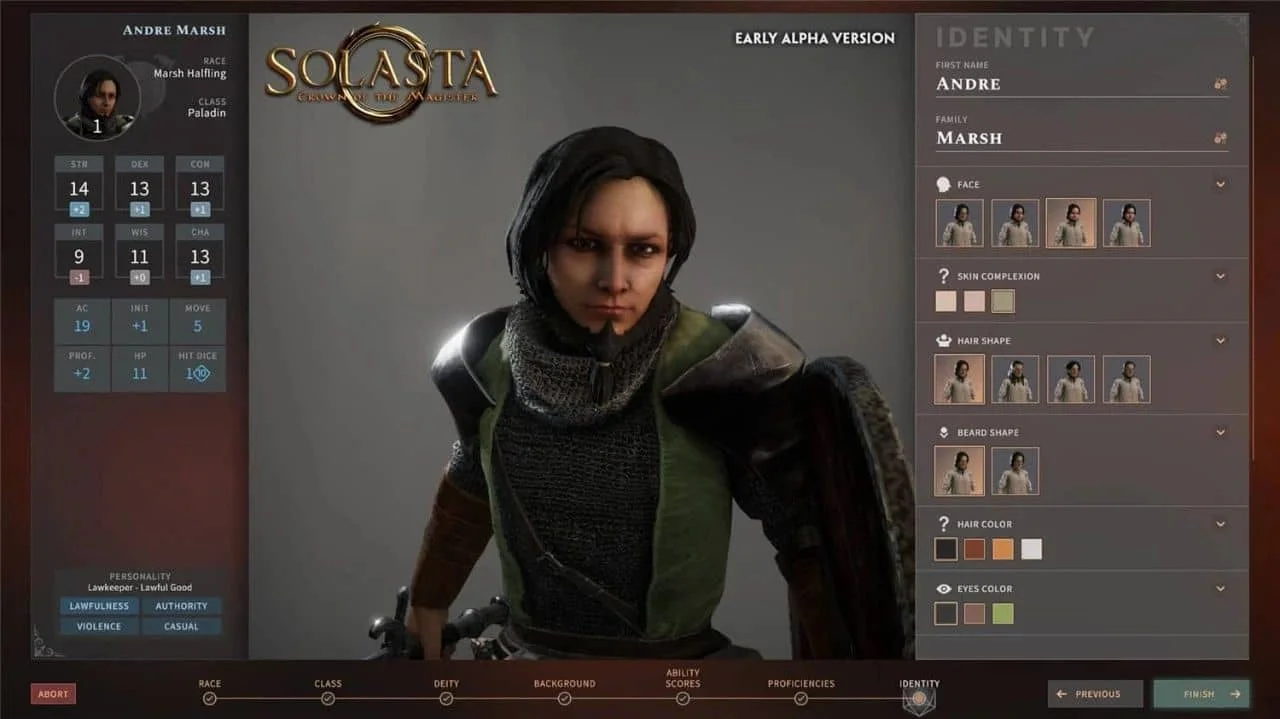 ANDRE MARSH
RACE
Marsh Halfling
CLASS
Paladin
1
STR
DEX
CON
14
13
13
+2
+1
+1
INT
WIS
CHA
9
11
13
-1
+0
+1
AC
INIT
MOVE
19
+1
5
PROF.
HP
HIT DICE
+2
11
1 10
PERSONALITY
Lawkeeper - Lawful Good
LAWFULNESS
AUTHORITY
VIOLENCE
CASUAL
SOLASTA
CROWN OF THE MAGISTER
EARLY ALPHA VERSION
IDENTITY
FIRST NAME
ANDRE
FAMILY
MARSH
FACE
? SKIN COMPLEXION
HAIR SHAPE
BEARD SHAPE
? HAIR COLOR
EYES COLOR
ABORT
RACE
CLASS
DEITY
BACKGROUND
ABILITY
SCORES
PROFICIENCIES
IDENTITY
PREVIOUS
FINISH